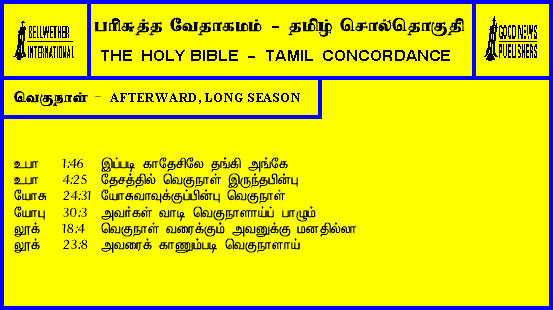 BELLWETHER
INTERNATIONAL
பரிசுத்த வேதாகமம் - தமிழ் சொல்தொகுதி
THE HOLY BIBLE - TAMIL CONCORDANCE
GOOD NEWS
PUBLISHERS
வெகுநாள் - AFTERWARD, LONG SEASON
உபா 1:46 இப்படி காதேசிலே தங்கி அங்கே
உபா 4:25 தேசத்தில் வெகுநாள் இருந்தபின்பு
யோசு 24:31 யோசுவாவுக்குப்பின்பு வெகுநாள்
யோபு 30:3 அவர்கள் வாடி வெகுநாளாய்ப் பாழும்
லூக் 18:4 வெகுநாள் வரைக்கும் அவனுக்கு மனதில்லா
லூக் 23:8 அவரைக் காணும்படி வெகுநாளாய்